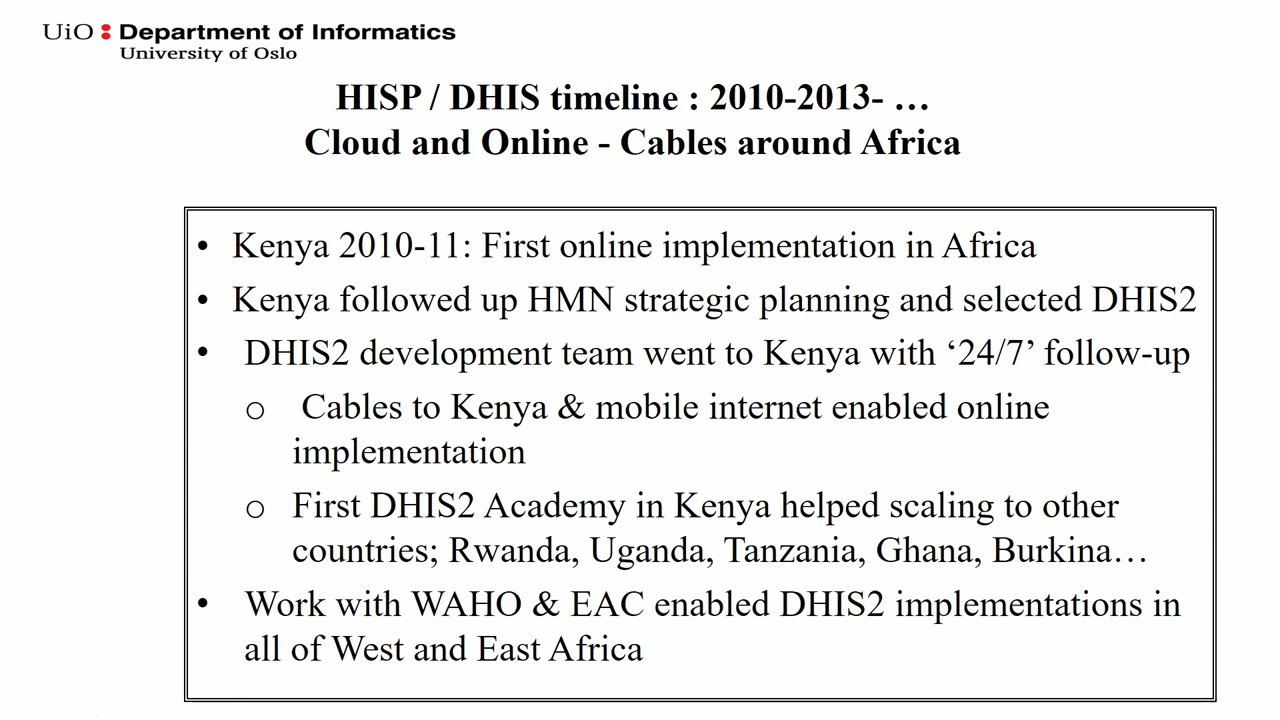 UiO : Department of Informatics
University of Oslo
HISP / DHIS timeline : 2010-2013- …
Cloud and Online - Cables around Africa
• Kenya 2010-11: First online implementation in Africa
• Kenya followed up HMN strategic planning and selected DHIS2
• DHIS2 development team went to Kenya with ‘24/7’ follow-up
o Cables to Kenya & mobile internet enabled online
implementation
o First DHIS2 Academy in Kenya helped scaling to other
countries; Rwanda, Uganda, Tanzania, Ghana, Burkina…
• Work with WAHO & EAC enabled DHIS2 implementations in
all of West and East Africa